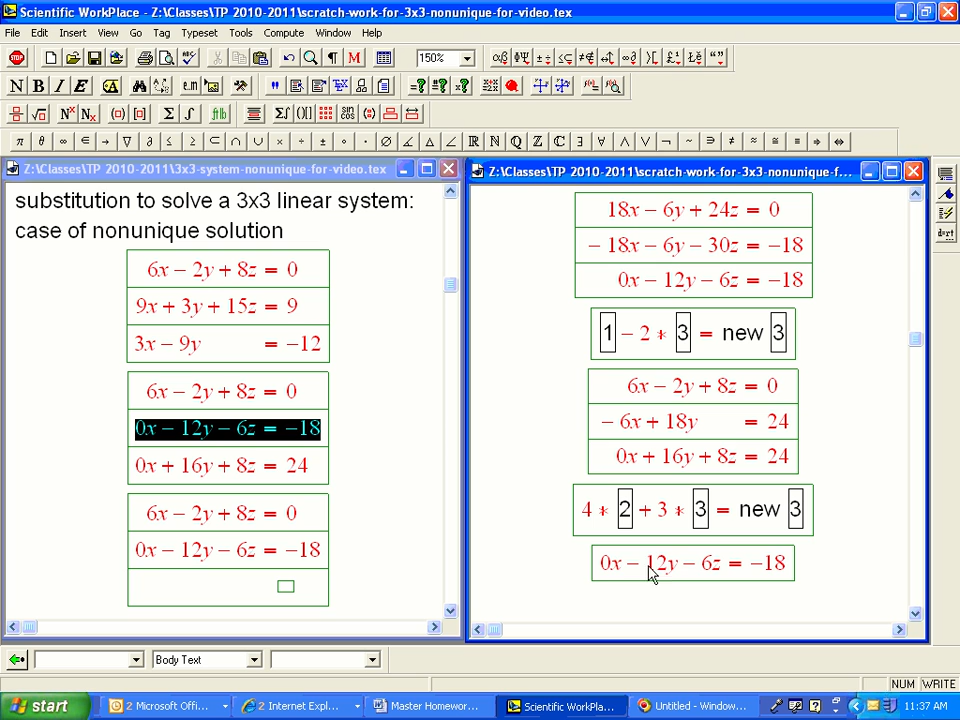 Scientific WorkPlace - Z:\Classes\TP 2010-2011\scratch-work-for-3x3-nonunique-for-video.tex
File Edit Insert View Go Tag Typeset Tools Compute Window Help
150%
Z:\Classes\TP 2010-2011\3x3-system-nonunique-for-video.tex
substitution to solve a 3x3 linear system:
case of nonunique solution
6x − 2y + 8z = 0
9x + 3y + 15z = 9
3x − 9y = −12
6x − 2y + 8z = 0
0x − 12y − 6z = −18
0x + 16y + 8z = 24
6x − 2y + 8z = 0
0x − 12y − 6z = −18
Z:\Classes\TP 2010-2011\scratch-work-for-3x3-nonunique-f...
18x − 6y + 24z = 0
− 18x − 6y − 30z = −18
0x − 12y − 6z = −18
1 − 2 * 3 = new 3
6x − 2y + 8z = 0
− 6x + 18y = 24
0x + 16y + 8z = 24
4 * 2 + 3 * 3 = new 3
0x − 12y − 6z = −18
Body Text
NUM WRITE
start 2 Microsoft Offi... 2 Internet Expl... Master Homewor... Scientific WorkPla... Untitled - Window... 11:37 AM